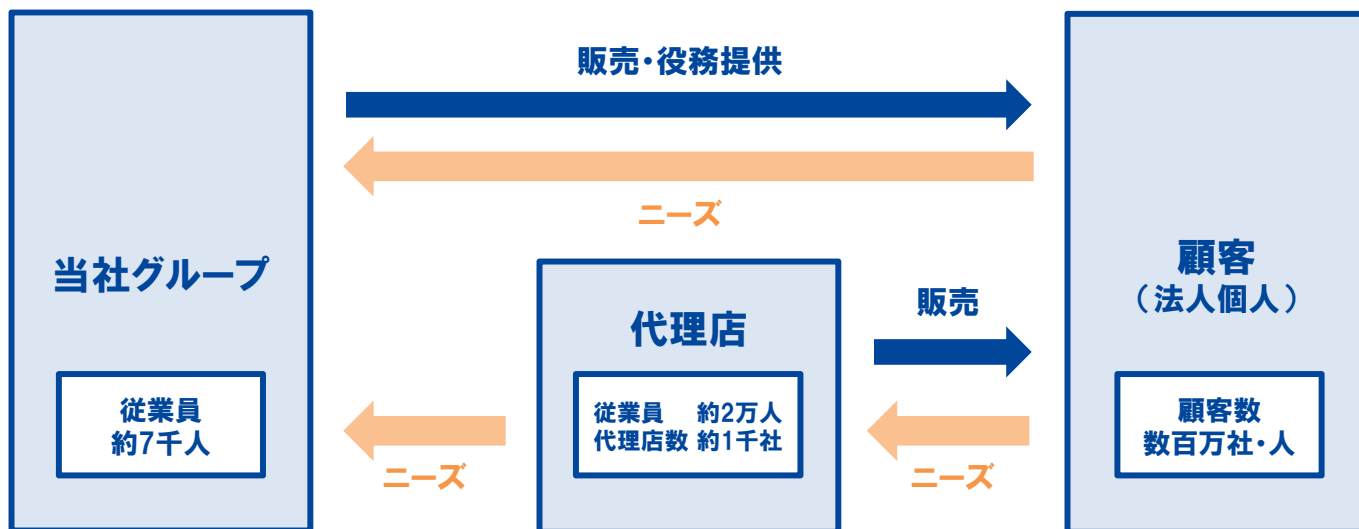 販売・役務提供
ニーズ
当社グループ
従業員
約7千人
代理店
従業員　約2万人
代理店数 約1千社
販売
ニーズ
ニーズ
顧客
（法人個人）
顧客数
数百万社・人